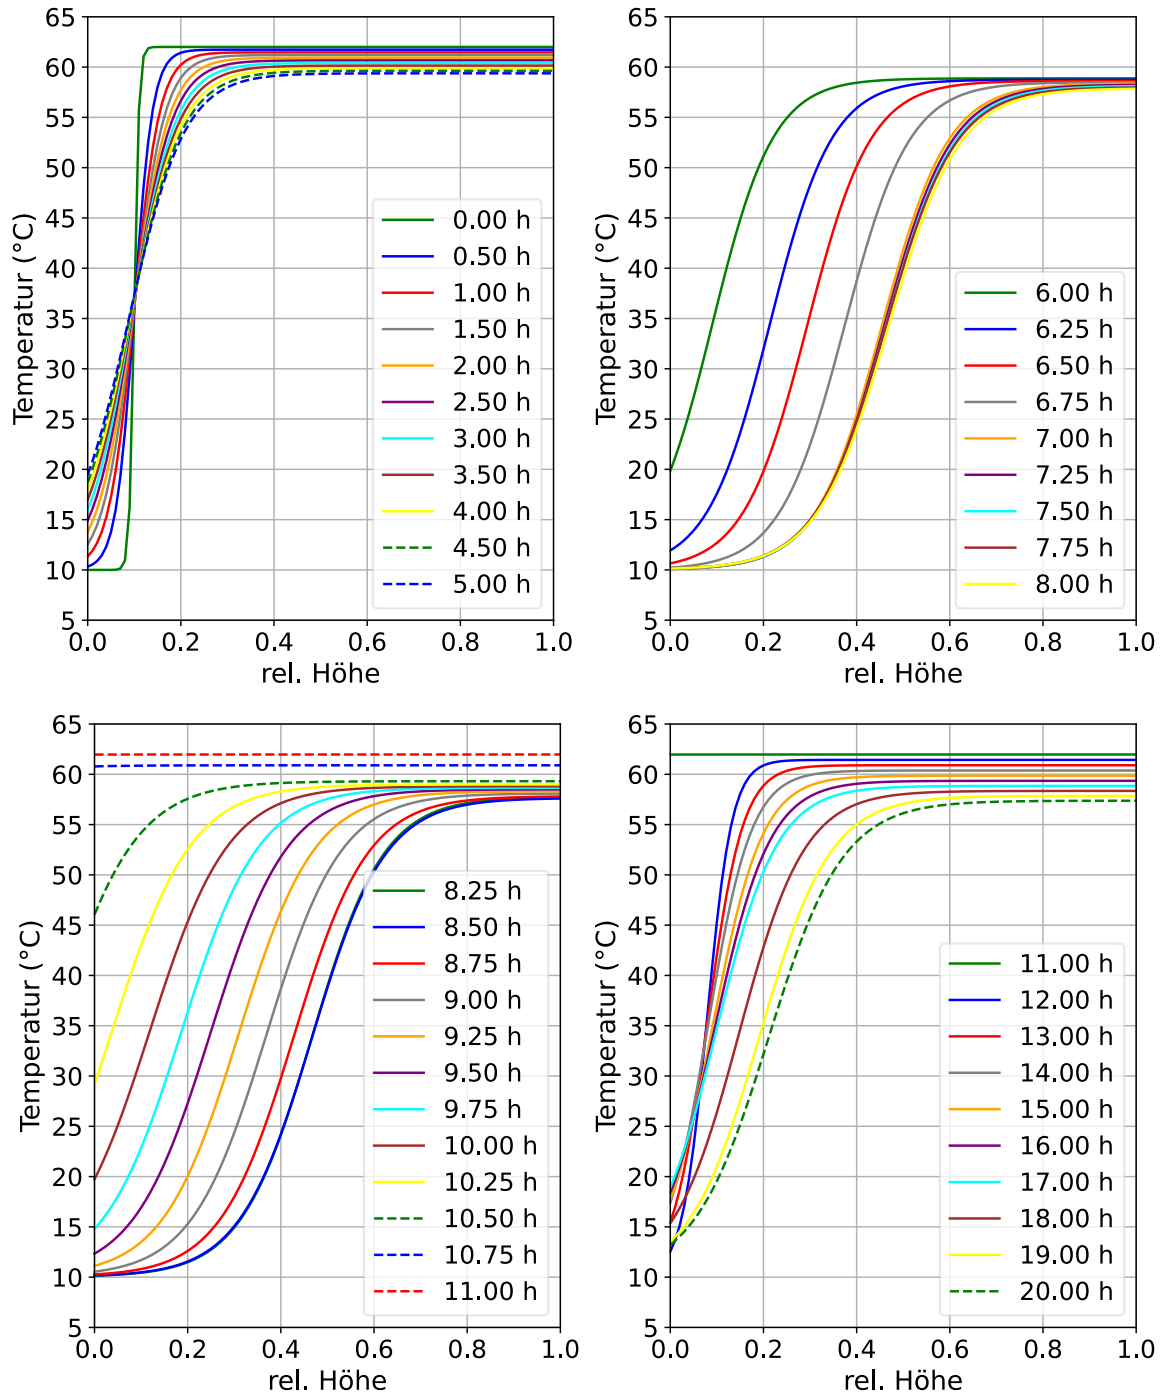 65
60
55
50
45
40
35
30
25
20
15
10
5
Temperatur (°C)
0.00 h
0.50 h
1.00 h
1.50 h
2.00 h
2.50 h
3.00 h
3.50 h
4.00 h
4.50 h
5.00 h
0.0 0.2 0.4 0.6 0.8 1.0
rel. Höhe
65
60
55
50
45
40
35
30
25
20
15
10
5
Temperatur (°C)
6.00 h
6.25 h
6.50 h
6.75 h
7.00 h
7.25 h
7.50 h
7.75 h
8.00 h
0.0 0.2 0.4 0.6 0.8 1.0
rel. Höhe
65
60
55
50
45
40
35
30
25
20
15
10
5
Temperatur (°C)
8.25 h
8.50 h
8.75 h
9.00 h
9.25 h
9.50 h
9.75 h
10.00 h
10.25 h
10.50 h
10.75 h
11.00 h
0.0 0.2 0.4 0.6 0.8 1.0
rel. Höhe
65
60
55
50
45
40
35
30
25
20
15
10
5
Temperatur (°C)
11.00 h
12.00 h
13.00 h
14.00 h
15.00 h
16.00 h
17.00 h
18.00 h
19.00 h
20.00 h
0.0 0.2 0.4 0.6 0.8 1.0
rel. Höhe